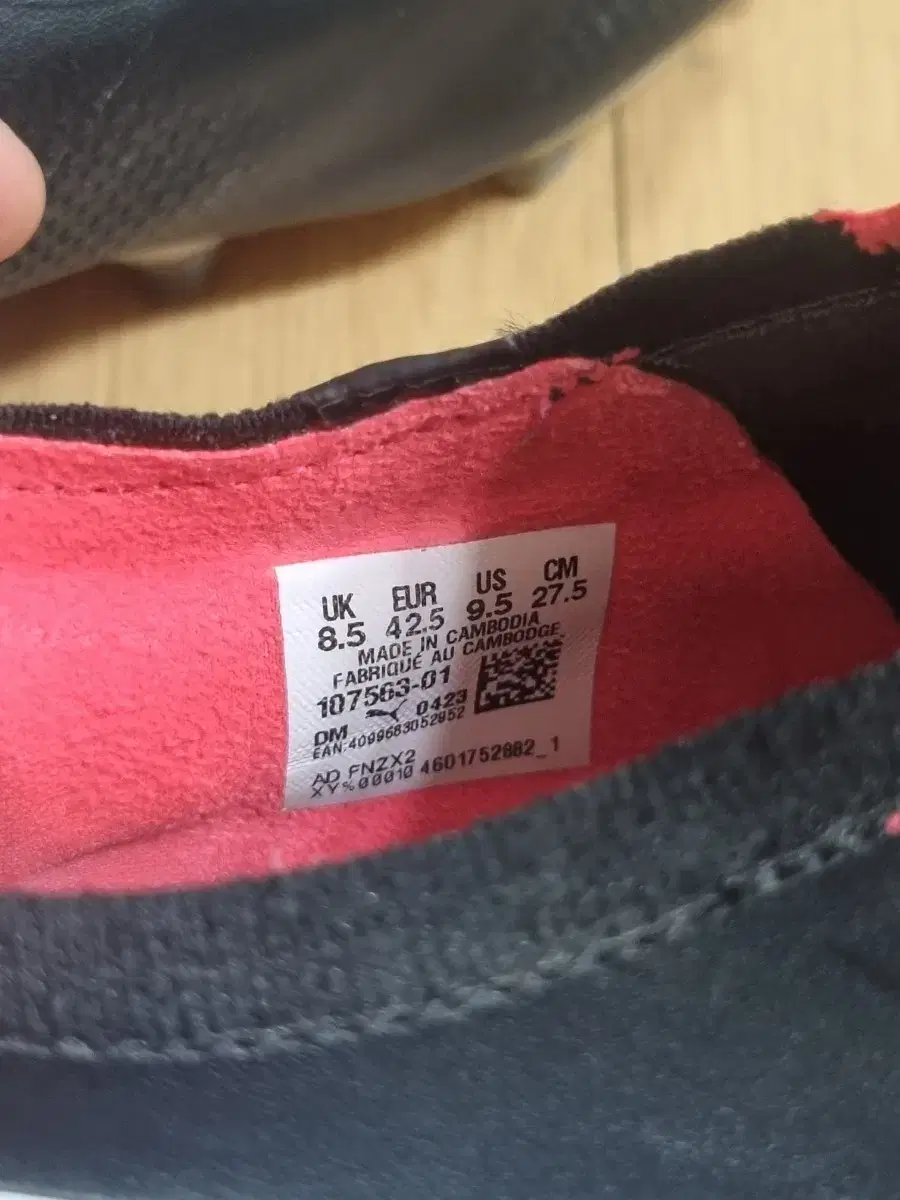 UK EUR US CM
8.5 42.5 9.5 27.5
MADE IN CAMBODIA
FABRIQUÉ AU CAMBODGE
107563-01
DM 0423
EAN:4099683052952
AD FNZX2
XY%00010 4601752882_1